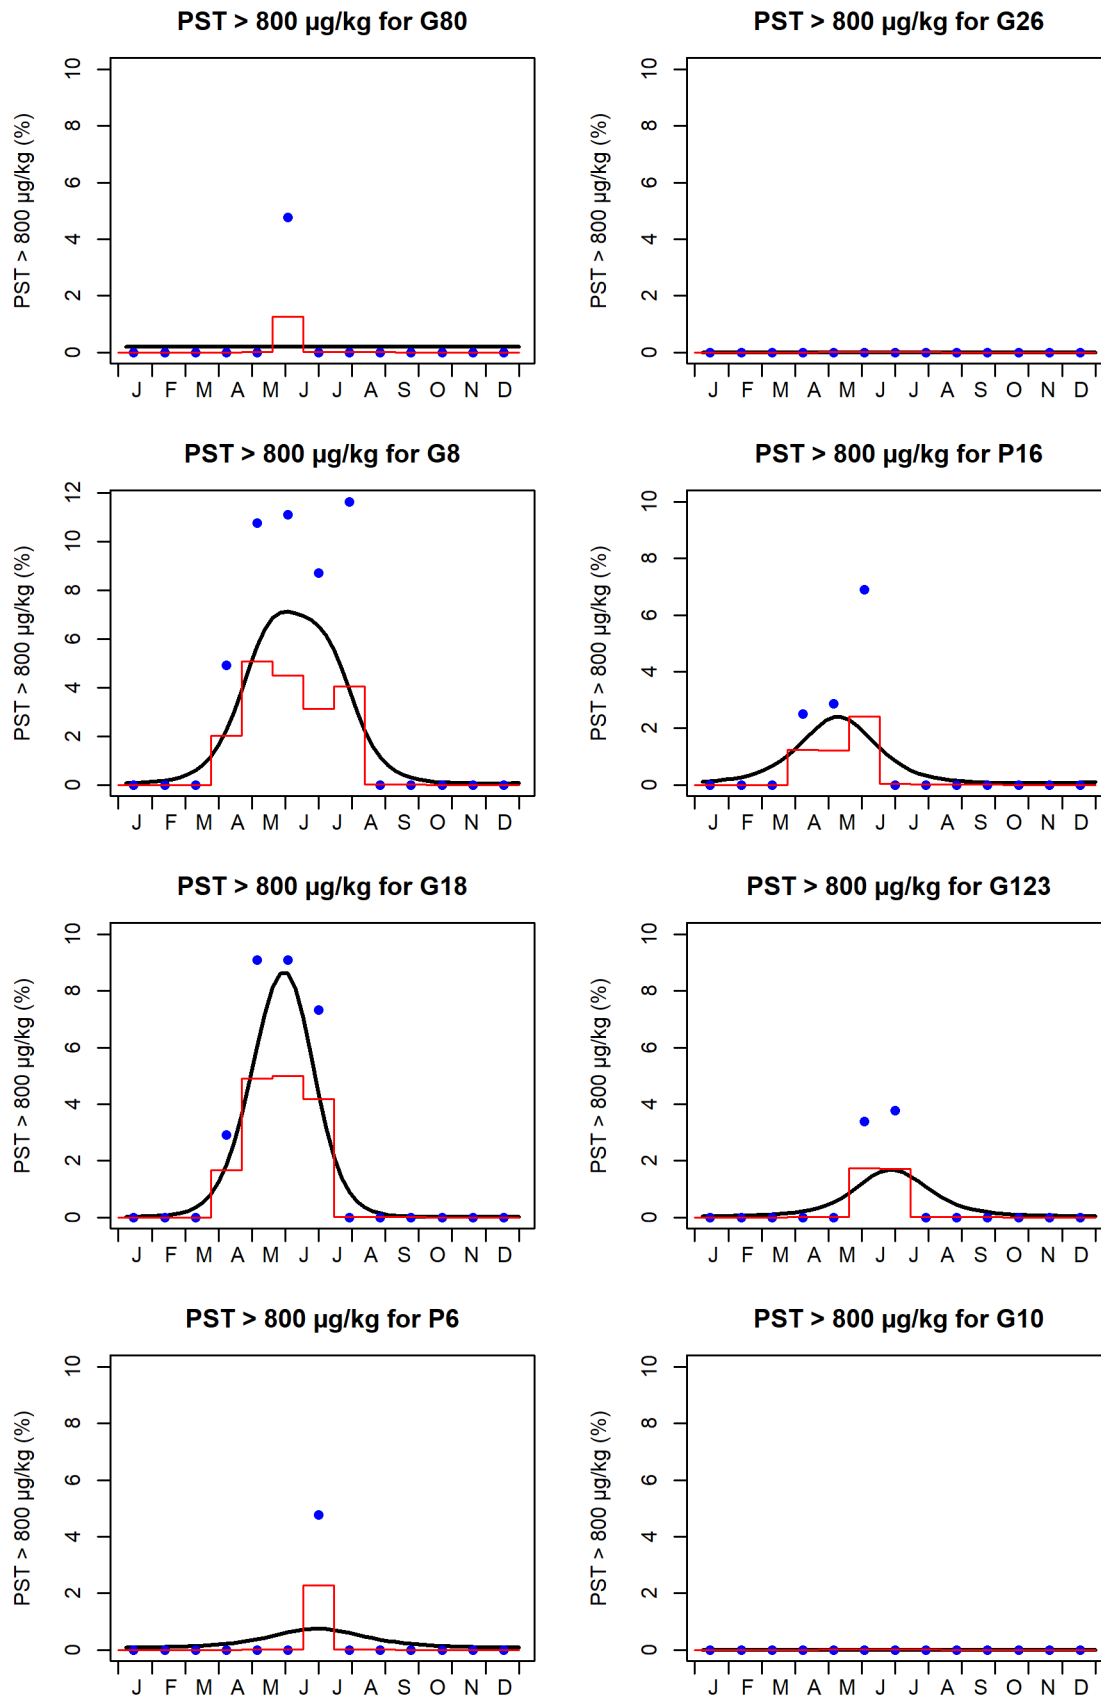 PST > 800 µg/kg for G80
PST > 800 µg/kg (%)
10
8
6
4
2
0
J F M A M J J A S O N D
PST > 800 µg/kg for G26
PST > 800 µg/kg (%)
10
8
6
4
2
0
J F M A M J J A S O N D
PST > 800 µg/kg for G8
PST > 800 µg/kg (%)
12
10
8
6
4
2
0
J F M A M J J A S O N D
PST > 800 µg/kg for P16
PST > 800 µg/kg (%)
10
8
6
4
2
0
J F M A M J J A S O N D
PST > 800 µg/kg for G18
PST > 800 µg/kg (%)
10
8
6
4
2
0
J F M A M J J A S O N D
PST > 800 µg/kg for G123
PST > 800 µg/kg (%)
10
8
6
4
2
0
J F M A M J J A S O N D
PST > 800 µg/kg for P6
PST > 800 µg/kg (%)
10
8
6
4
2
0
J F M A M J J A S O N D
PST > 800 µg/kg for G10
PST > 800 µg/kg (%)
10
8
6
4
2
0
J F M A M J J A S O N D